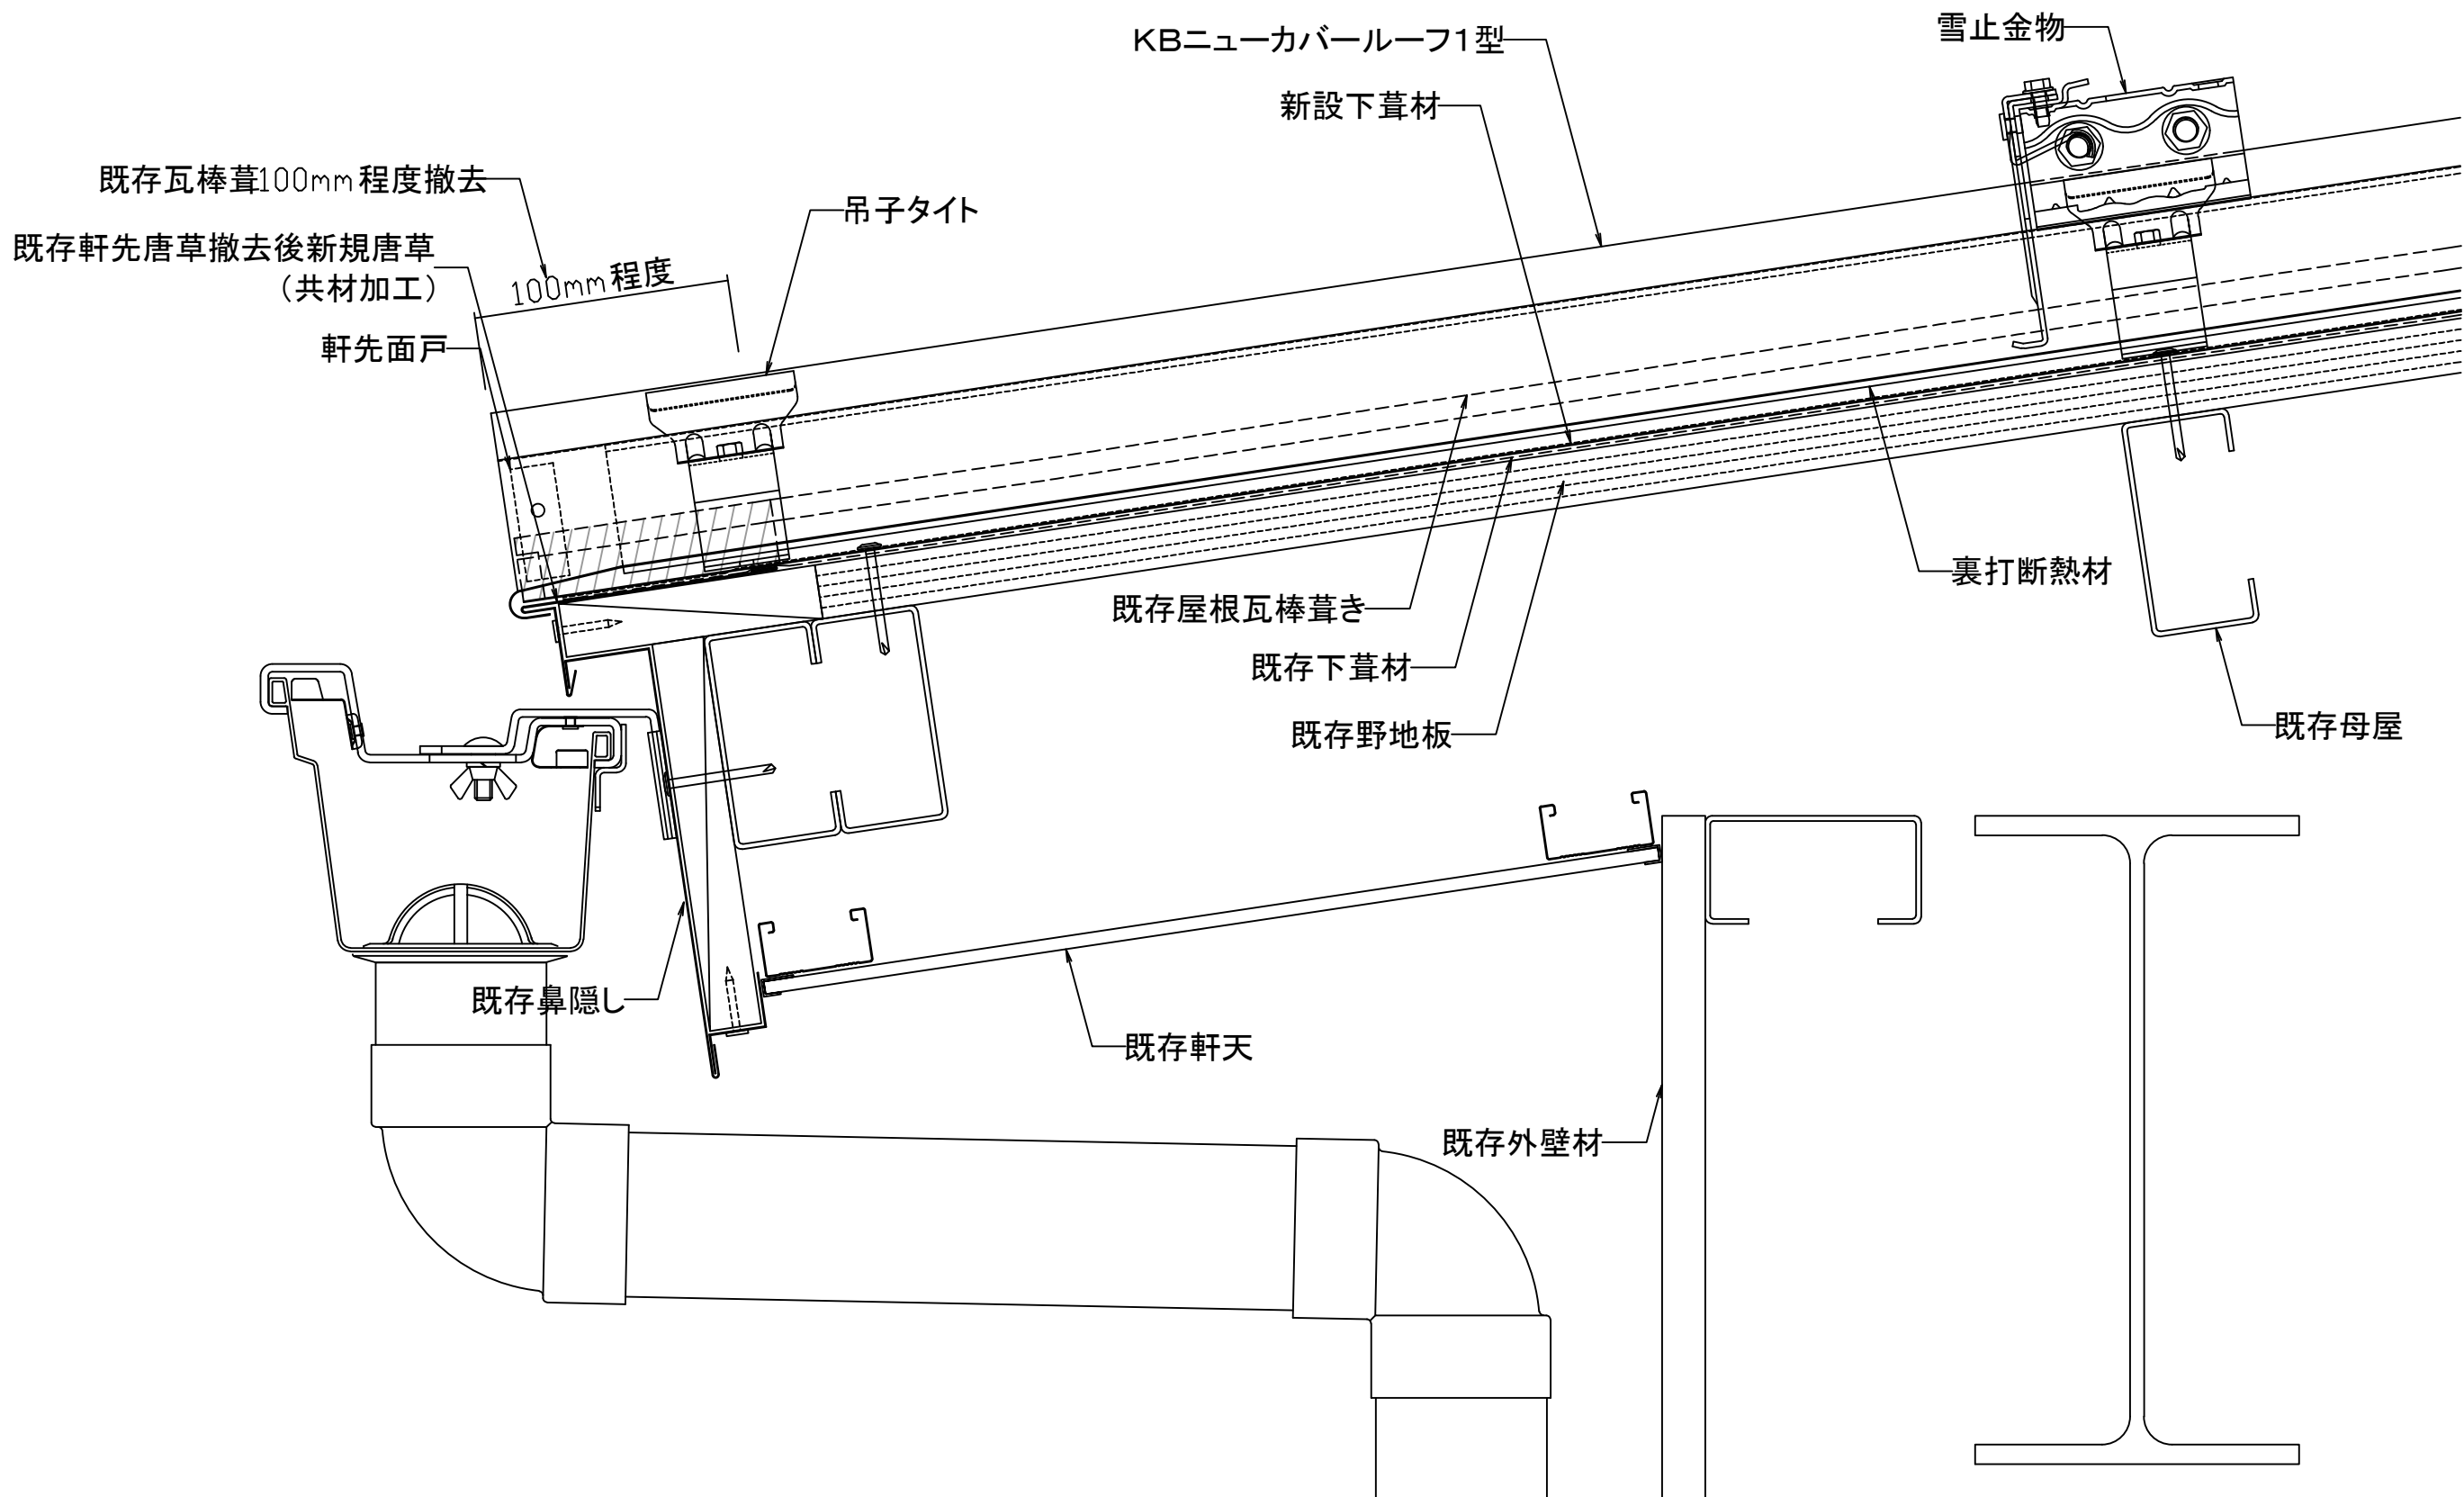 KBニューカバールーフ1型
雪止金物
新設下葺材
既存瓦棒葺100mm程度撤去
吊子タイト
既存軒先唐草撤去後新規唐草
（共材加工）
100mm程度
軒先面戸
裏打断熱材
既存屋根瓦棒葺き
既存下葺材
既存野地板
既存母屋
既存鼻隠し
既存軒天
既存外壁材